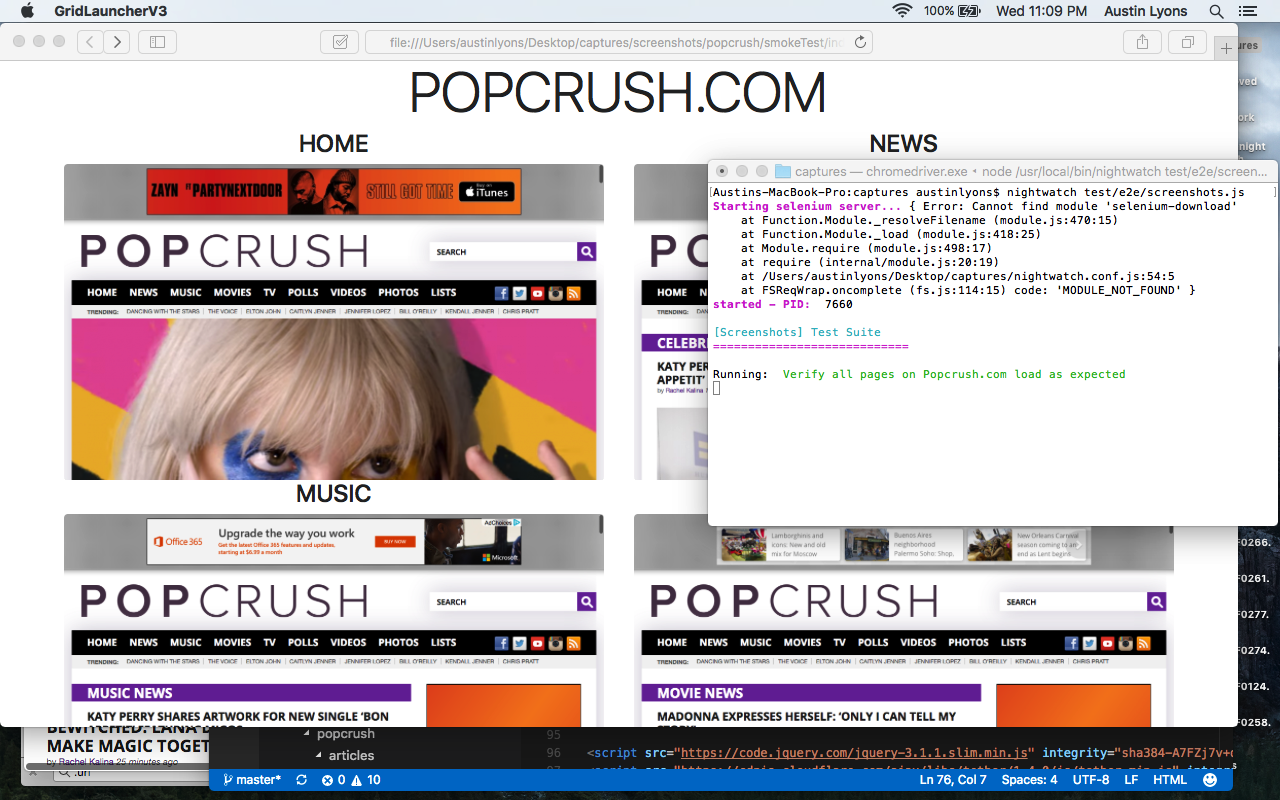 GridLauncherV3
100%
Wed 11:09 PM
Austin Lyons
file:///Users/austinlyons/Desktop/captures/screenshots/popcrush/smokeTest/in
POPCRUSH.COM
HOME
NEWS
ZAYN PARTYNEXTDOOR
STILL GOT TIME
iTunes
POPCRUSH
SEARCH
HOME NEWS MUSIC MOVIES TV POLLS VIDEOS PHOTOS LISTS
TRENDING: DANCING WITH THE STARS THE VOICE ELTON JOHN CAITLYN JENNER JENNIFER LOPEZ BILL O'REILLY KENDALL JENNER CHRIS PRATT
POP
HOME NEWS
TRENDING:
CELEBR
KATY PER
APPETIT'
by Rachel Kalina
captures — chromedriver.exe • node /usr/local/bin/nightwatch test/e2e/screen...
[Austins-MacBook-Pro:captures austinlyons$ nightwatch test/e2e/screenshots.js ]
Starting selenium server... { Error: Cannot find module 'selenium-download'
at Function.Module._resolveFilename (module.js:470:15)
at Function.Module._load (module.js:418:25)
at Module.require (module.js:498:17)
at require (internal/module.js:20:19)
at /Users/austinlyons/Desktop/captures/nightwatch.conf.js:54:5
at FSReqWrap.oncomplete (fs.js:114:15) code: 'MODULE_NOT_FOUND' }
started - PID: 7660
[Screenshots] Test Suite
============================
Running: Verify all pages on Popcrush.com load as expected
MUSIC
Office 365
Upgrade the way you work
Get the latest Office 365 features and updates,
starting at $6.99 a month
BUY NOW
AdChoices
Microsoft
POPCRUSH
SEARCH
HOME NEWS MUSIC MOVIES TV POLLS VIDEOS PHOTOS LISTS
TRENDING: DANCING WITH THE STARS THE VOICE ELTON JOHN CAITLYN JENNER JENNIFER LOPEZ BILL O'REILLY KENDALL JENNER CHRIS PRATT
MUSIC NEWS
KATY PERRY SHARES ARTWORK FOR NEW SINGLE 'BON
Lamborghinis and
icons: New and old
mix for Moscow
Buenos Aires
neighborhood
Palermo Soho: Shop,
New Orleans Carnival
season coming to an
end as Lent begins
POPCRUSH
SEARCH
HOME NEWS MUSIC MOVIES TV POLLS VIDEOS PHOTOS LISTS
TRENDING: DANCING WITH THE STARS THE VOICE ELTON JOHN CAITLYN JENNER JENNIFER LOPEZ BILL O'REILLY KENDALL JENNER CHRIS PRATT
MOVIE NEWS
MADONNA EXPRESSES HERSELF: 'ONLY I CAN TELL MY
ures
ved
ork
night
F0266.
F0261.
F0277.
F0274.
F0124.
F0258.
MAKE MAGIC TOGET
by Rachel Kalina 25 minutes ago
.url
popcrush
articles
95
96 <script src="https://code.jquery.com/jquery-3.1.1.slim.min.js" integrity="sha384-A7FZj7v+d
master*
0
10
Ln 76, Col 7
Spaces: 4
UTF-8
LF
HTML